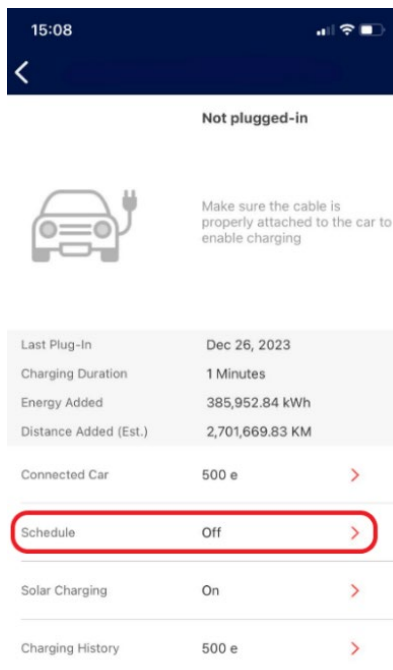 15:08
Not plugged-in
Make sure the cable is
properly attached to the car to
enable charging
Last Plug-In Dec 26, 2023
Charging Duration 1 Minutes
Energy Added 385,952.84 kWh
Distance Added (Est.) 2,701,669.83 KM
Connected Car 500 e
Schedule Off
Solar Charging On
Charging History 500 e